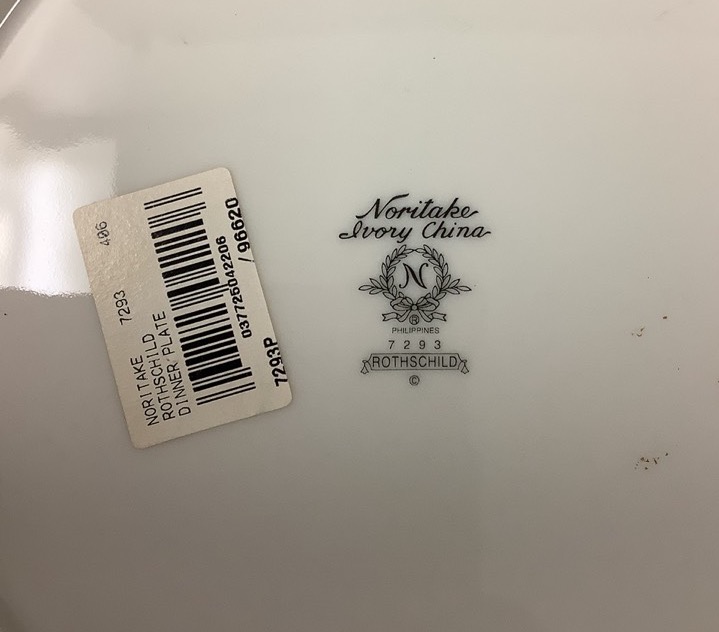 Noritake
Ivory China
N
®
PHILIPPINES
7293
ROTHSCHILD
©
406
7293
NORITAKE
ROTHSCHILD
DINNER PLATE
037725042206
/96620
7293P